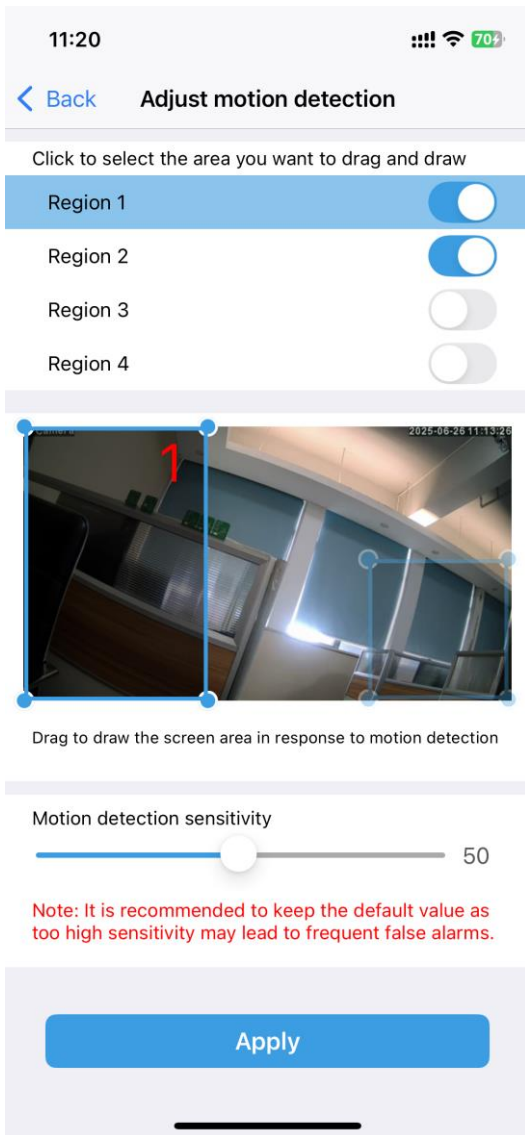 11:20
70
Back
Adjust motion detection
Click to select the area you want to drag and draw
Region 1
Region 2
Region 3
Region 4
Camera
2025-06-26 11:13:26
1
Drag to draw the screen area in response to motion detection
Motion detection sensitivity
50
Note: It is recommended to keep the default value as
too high sensitivity may lead to frequent false alarms.
Apply